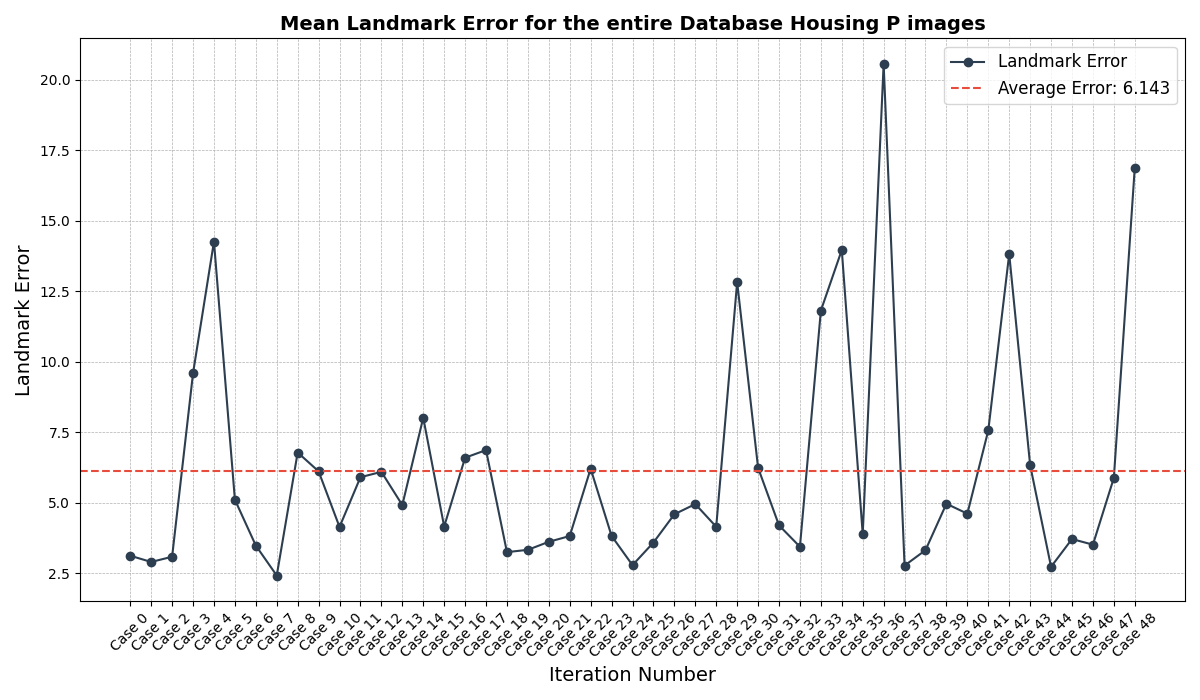 Mean Landmark Error for the entire Database Housing P images
Landmark Error
Average Error: 6.143
20.0
17.5
15.0
12.5
10.0
7.5
5.0
2.5
Landmark Error
Case 0
Case 1
Case 2
Case 3
Case 4
Case 5
Case 6
Case 7
Case 8
Case 9
Case 10
Case 11
Case 12
Case 13
Case 14
Case 15
Case 16
Case 17
Case 18
Case 19
Case 20
Case 21
Case 22
Case 23
Case 24
Case 25
Case 26
Case 27
Case 28
Case 29
Case 30
Case 31
Case 32
Case 33
Case 34
Case 35
Case 36
Case 37
Case 38
Case 39
Case 40
Case 41
Case 42
Case 43
Case 44
Case 45
Case 46
Case 47
Case 48
Iteration Number